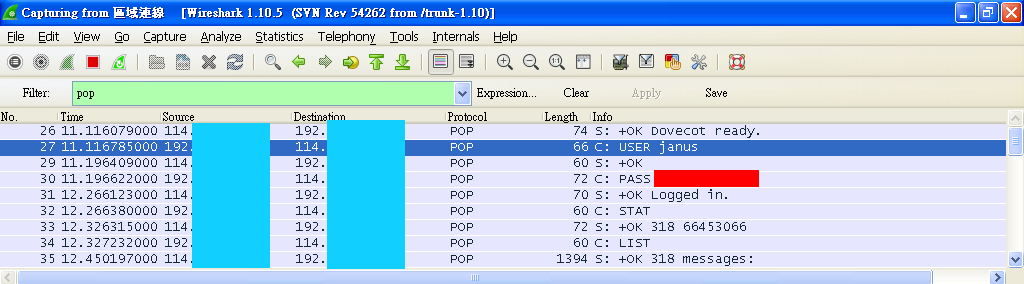 Capturing from 區域連線 [Wireshark 1.10.5 (SVN Rev 54262 from /trunk-1.10)]
File Edit View Go Capture Analyze Statistics Telephony Tools Internals Help
Filter: pop Expression... Clear Apply Save
No. Time Source Destination Protocol Length Info
26 11.116079000 114. 192. POP 74 S: +OK Dovecot ready.
27 11.116785000 192. 114. POP 66 C: USER janus
29 11.196409000 114. 192. POP 60 S: +OK
30 11.196622000 192. 114. POP 72 C: PASS
31 12.266123000 114. 192. POP 70 S: +OK Logged in.
32 12.266380000 192. 114. POP 60 C: STAT
33 12.326315000 114. 192. POP 72 S: +OK 318 66453066
34 12.327232000 192. 114. POP 60 C: LIST
35 12.450197000 114. 192. POP 1394 S: +OK 318 messages: